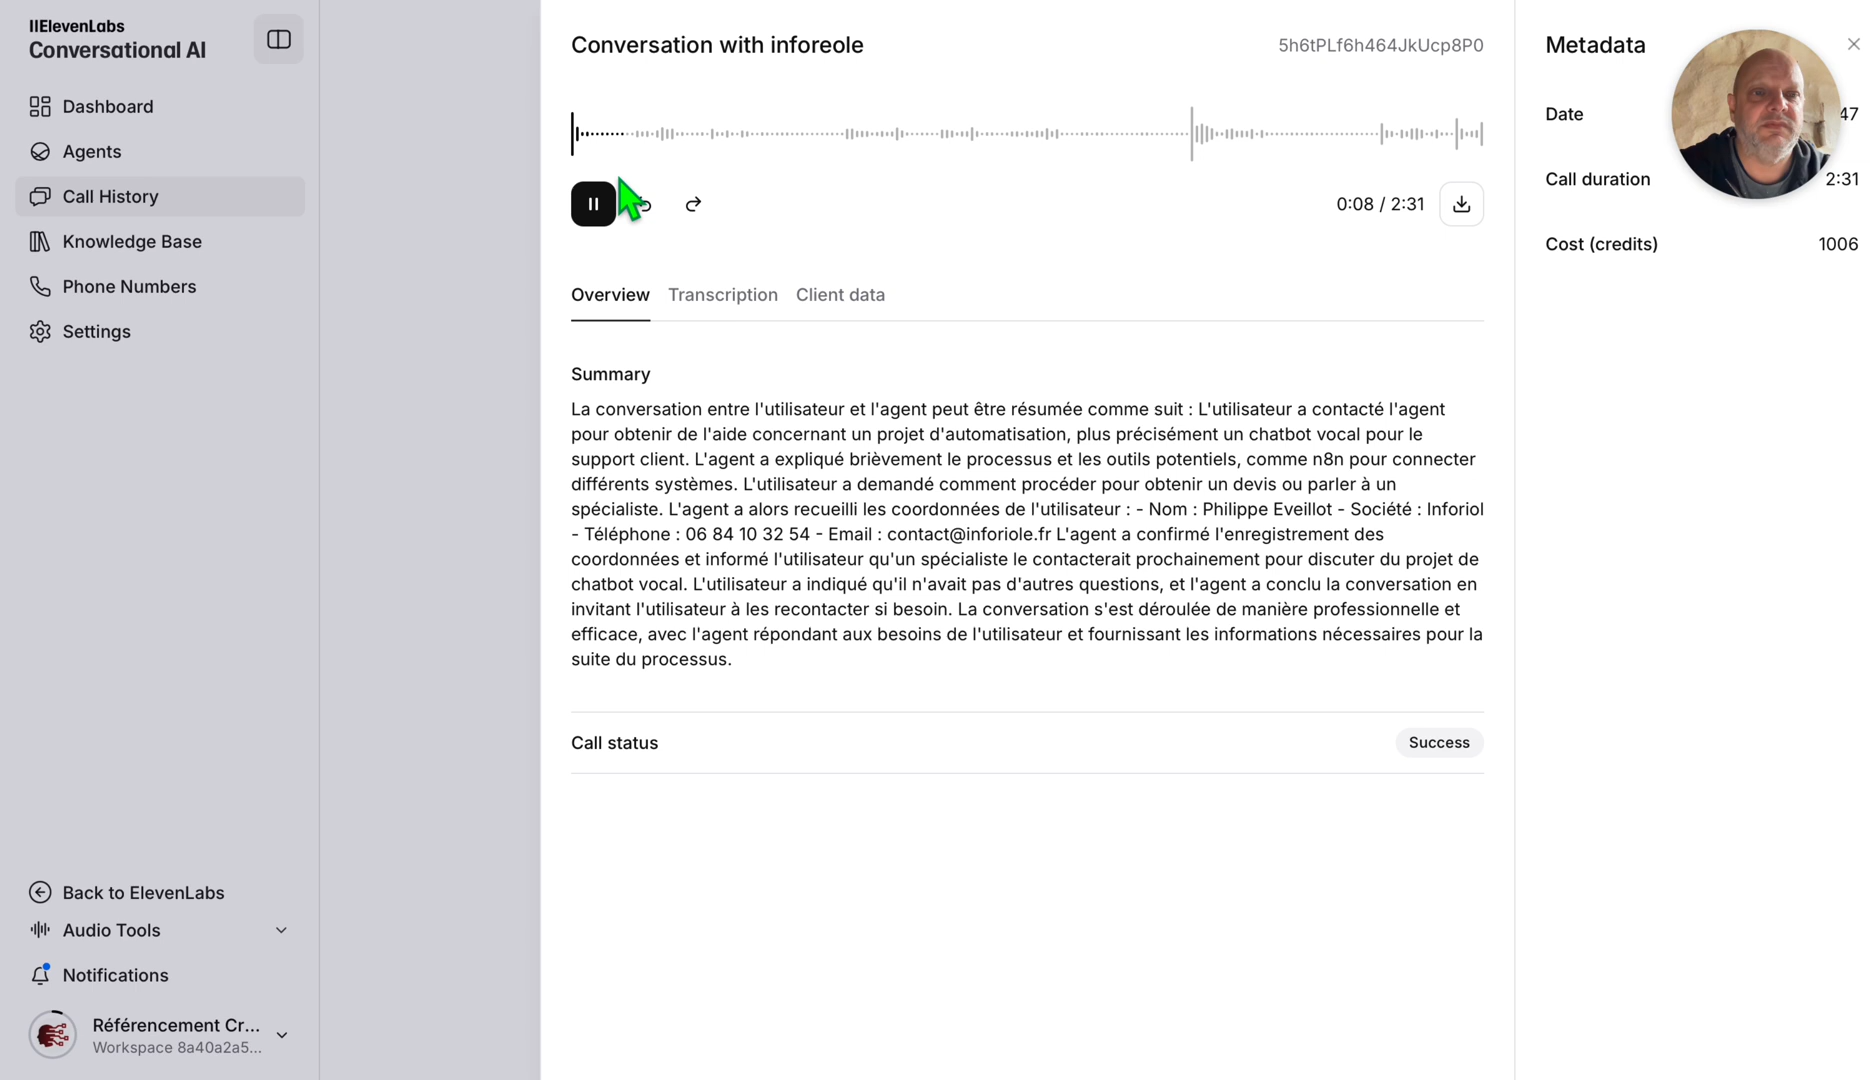 IIElevenLabs
Conversational AI
Dashboard
Agents
Call History
Knowledge Base
Phone Numbers
Settings
Back to ElevenLabs
Audio Tools
Notifications
Référencement Cr...
Workspace 8a40a2a5...
Conversation with inforeole
5h6tPLf6h464JkUcp8P0
0:08 / 2:31
Overview
Transcription
Client data
Summary
La conversation entre l'utilisateur et l'agent peut être résumée comme suit : L'utilisateur a contacté l'agent
pour obtenir de l'aide concernant un projet d'automatisation, plus précisément un chatbot vocal pour le
support client. L'agent a expliqué brièvement le processus et les outils potentiels, comme n8n pour connecter
différents systèmes. L'utilisateur a demandé comment procéder pour obtenir un devis ou parler à un
spécialiste. L'agent a alors recueilli les coordonnées de l'utilisateur : - Nom : Philippe Eveillot - Société : Inforiol
- Téléphone : 06 84 10 32 54 - Email : contact@inforiole.fr L'agent a confirmé l'enregistrement des
coordonnées et informé l'utilisateur qu'un spécialiste le contacterait prochainement pour discuter du projet de
chatbot vocal. L'utilisateur a indiqué qu'il n'avait pas d'autres questions, et l'agent a conclu la conversation en
invitant l'utilisateur à les recontacter si besoin. La conversation s'est déroulée de manière professionnelle et
efficace, avec l'agent répondant aux besoins de l'utilisateur et fournissant les informations nécessaires pour la
suite du processus.
Call status
Success
Metadata
Date
47
Call duration
2:31
Cost (credits)
1006